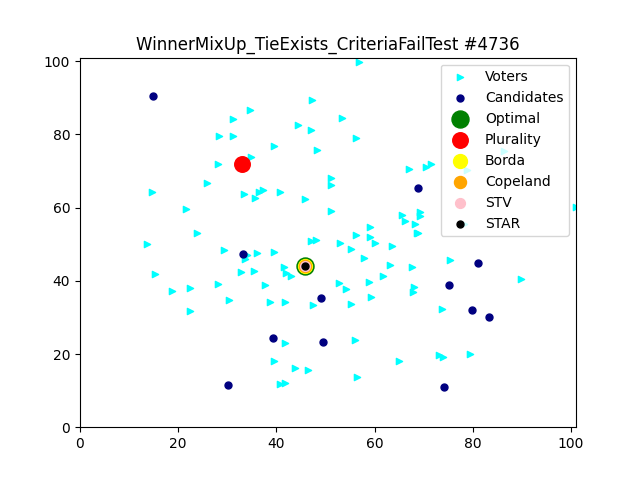 WinnerMixUp_TieExists_CriteriaFailTest #4736
100
80
60
40
20
0
0
20
40
60
80
100
Voters
Candidates
Optimal
Plurality
Borda
Copeland
STV
STAR